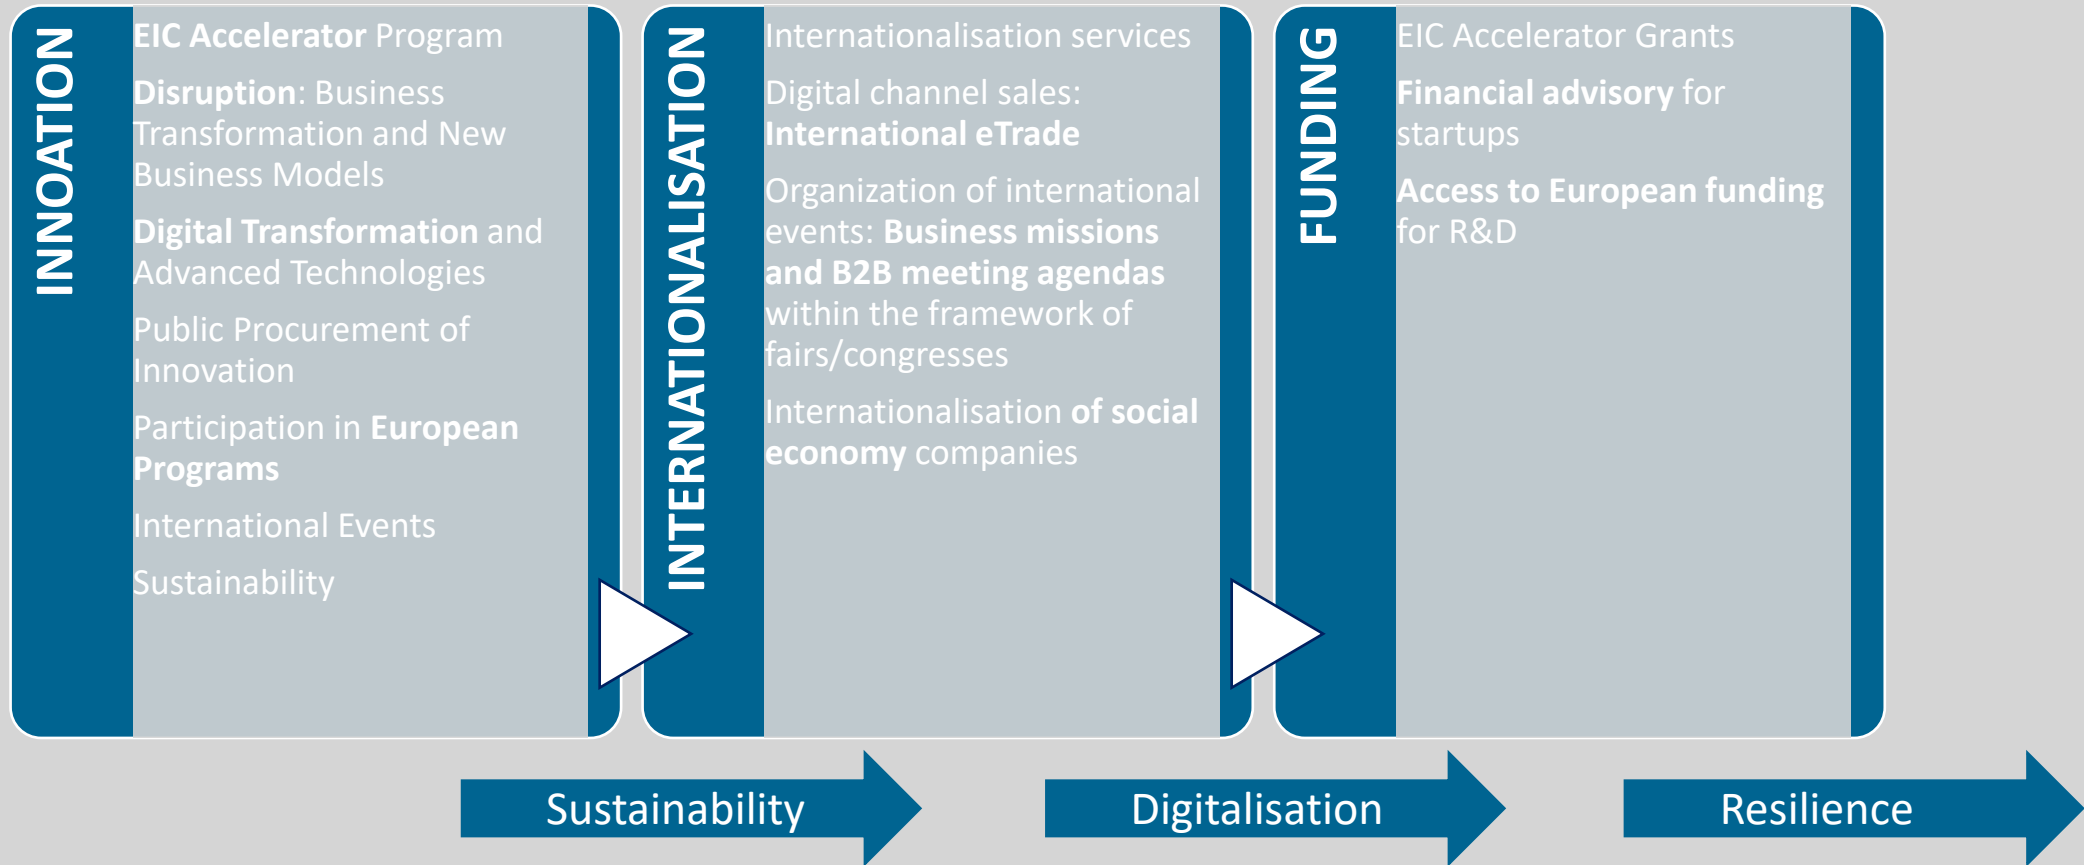 INNOATION
EIC Accelerator Program
Disruption: Business
Transformation and New
Business Models
Digital Transformation and
Advanced Technologies
Public Procurement of
Innovation
Participation in European
Programs
International Events
Sustainability
INTERNATIONALISATION
Internationalisation services
Digital channel sales:
International eTrade
Organization of international
events: Business missions
and B2B meeting agendas
within the framework of
fairs/congresses
Internationalisation of social
economy companies
FUNDING
EIC Accelerator Grants
Financial advisory for
startups
Access to European funding
for R&D
Sustainability
Digitalisation
Resilience